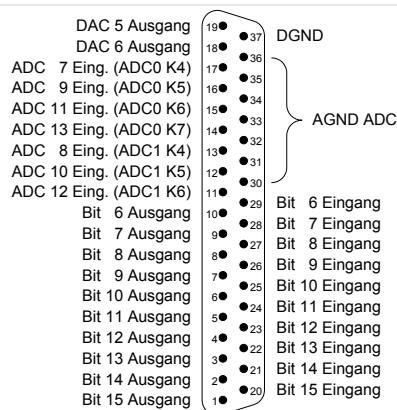 DAC 5 Ausgang 19
DAC 6 Ausgang 18
ADC 7 Eing. (ADC0 K4) 17
ADC 9 Eing. (ADC0 K5) 16
ADC 11 Eing. (ADC0 K6) 15
ADC 13 Eing. (ADC0 K7) 14
ADC 8 Eing. (ADC1 K4) 13
ADC 10 Eing. (ADC1 K5) 12
ADC 12 Eing. (ADC1 K6) 11
Bit 6 Ausgang 10
Bit 7 Ausgang 9
Bit 8 Ausgang 8
Bit 9 Ausgang 7
Bit 10 Ausgang 6
Bit 11 Ausgang 5
Bit 12 Ausgang 4
Bit 13 Ausgang 3
Bit 14 Ausgang 2
Bit 15 Ausgang 1
37 DGND
36
35
34
33 AGND ADC
32
31
30
29 Bit 6 Eingang
28 Bit 7 Eingang
27 Bit 8 Eingang
26 Bit 9 Eingang
25 Bit 10 Eingang
24 Bit 11 Eingang
23 Bit 12 Eingang
22 Bit 13 Eingang
21 Bit 14 Eingang
20 Bit 15 Eingang